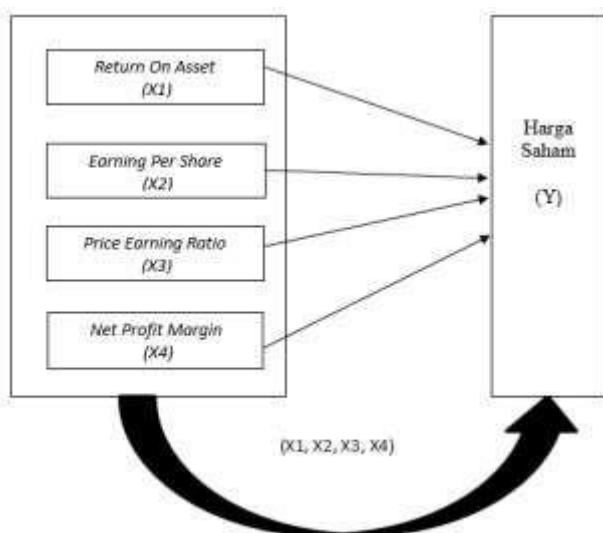 Return On Asset
(X1)
Earning Per Share
(X2)
Price Earning Ratio
(X3)
Net Profit Margin
(X4)
Harga
Saham
(Y)
(X1, X2, X3, X4)